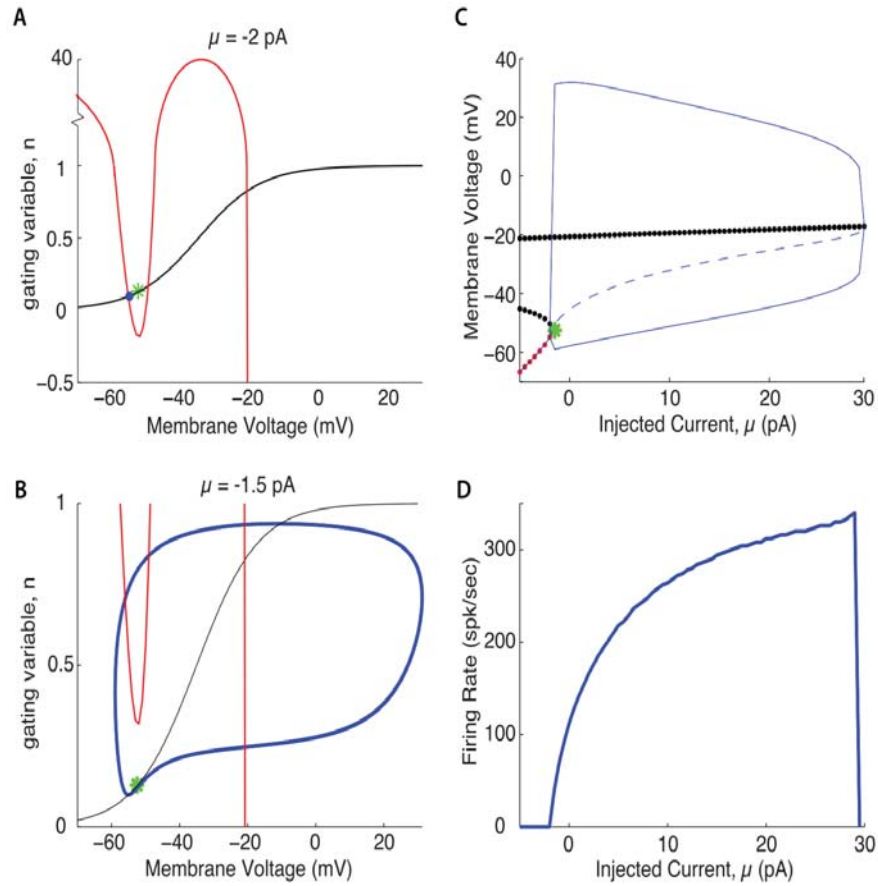 A
μ = -2 pA
40
1
0.5
0
−0.5
gating variable, n
−60 −40 −20 0 20
Membrane Voltage (mV)
B
μ = -1.5 pA
1
0.5
0
gating variable, n
−60 −40 −20 0 20
Membrane Voltage (mV)
C
60
40
20
0
−20
−40
−60
Membrane Voltage (mV)
0 10 20 30
Injected Current, μ (pA)
D
300
200
100
0
Firing Rate (spk/sec)
0 10 20 30
Injected Current, μ (pA)